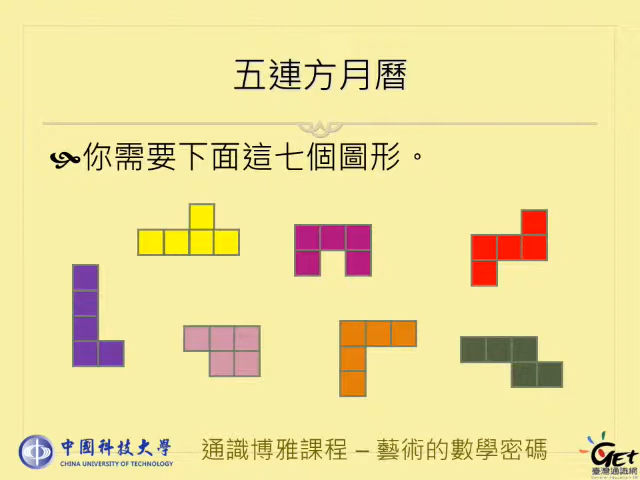 五連方月曆
你需要下面這七個圖形。
中國科技大學
CHINA UNIVERSITY OF TECHNOLOGY
通識博雅課程 – 藝術的數學密碼
GET
臺灣通識網